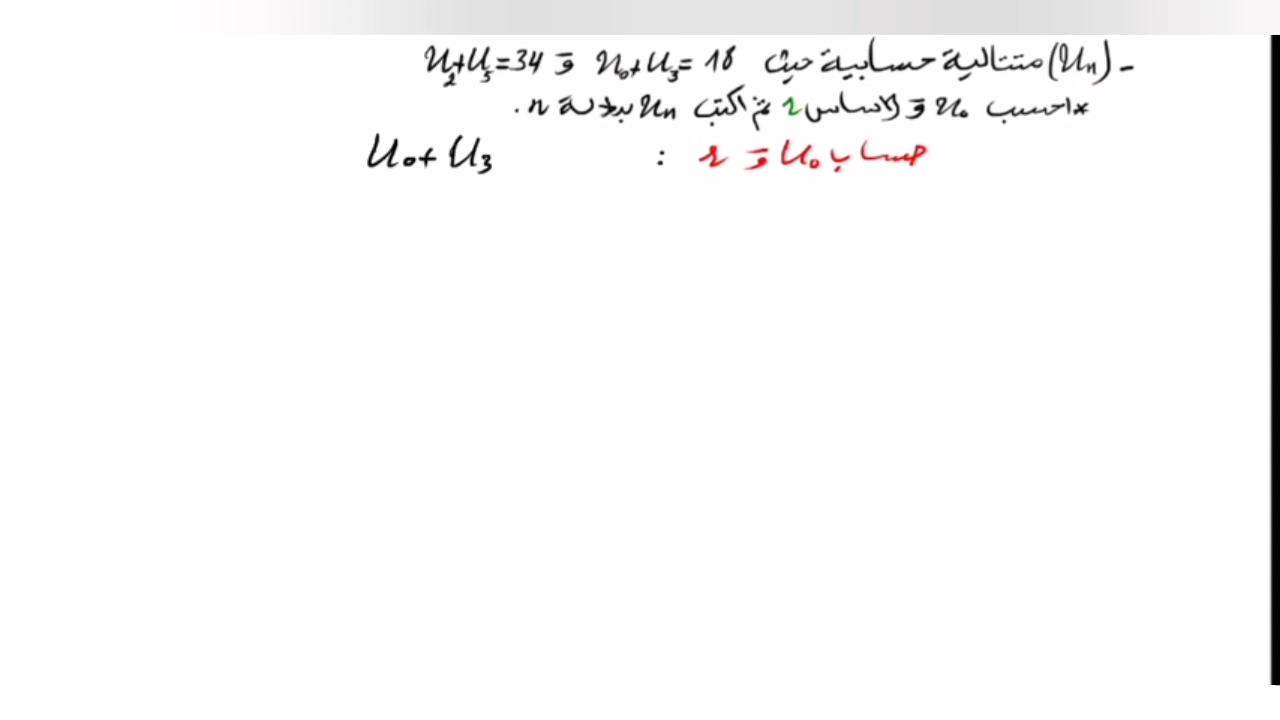 - (Uₙ) متتالية حسابية حيث U₀+U₃= 18 و U₂+U₅=34
*احسب U₀ و الاساس r ثم اكتب Uₙ بدلالة n .
حساب U₀ و r : U₀+ U₃